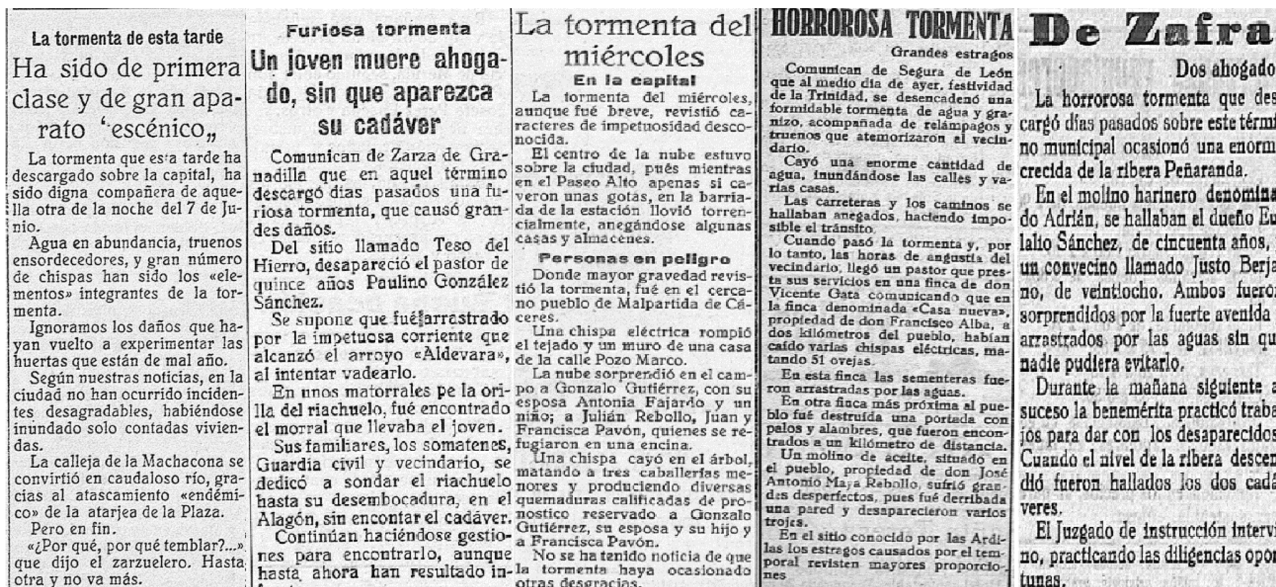 La tormenta de esta tarde
Ha sido de primera
clase y de gran apa-
rato ‘escénico„
La tormenta que esta tarde ha
descargado sobre la capital, ha
sido digna compañera de aque-
lla otra de la noche del 7 de Ju-
nio.
Agua en abundancia, truenos
ensordecedores, y gran número
de chispas han sido los «ele-
mentos» integrantes de la tor-
menta.
Ignoramos los daños que ha-
yan vuelto a experimentar las
huertas que están de mal año.
Según nuestras noticias, en la
ciudad no han ocurrido inciden
tes desagradables, habiéndose
inundado solo contadas vivien-
das.
La calleja de la Machacona se
convirtió en caudaloso río, gra-
cias al atascamiento «endémi-
co» de la atarjea de la Plaza.
Pero en fin.
«¿Por qué, por qué temblar?...»
que dijo el zarzuelero. Hasta
otra y no va más.
Furiosa tormenta
Un joven muere ahoga-
do, sin que aparezca
su cadáver
Comunican de Zarza de Gra-
nadilla que en aquel término
descargó días pasados una fu-
riosa tormenta, que causó gran-
des daños.
Del sitio llamado Teso del
Hierro, desapareció el pastor de
quince años Paulino González
Sánchez.
Se supone que fué arrastrado
por la impetuosa corriente que
alcanzó el arroyo «Aldevara»,
al intentar vadearlo.
En unos matorrales pe la ori-
lla del riachuelo, fué encontrado
el morral que llevaba el joven.
Sus familiares, los somatenes,
Guardia civil y vecindario, se
dedicó a sondar el riachuelo
hasta su desembocadura, en el
Alagón, sin encontar el cadáver.
Continúan haciéndose gestio-
nes para encontrarlo, aunque
hasta ahora han resultado in-
La tormenta del
miércoles
En la capital
La tormenta del miércoles,
aunque fué breve, revistió ca-
racteres de impetuosidad desco-
nocida.
El centro de la nube estuvo
sobre la ciudad, pués mientras
en el Paseo Alto apenas si ca-
yeron unas gotas, en la barria-
da de la estación llovió torren-
cialmente, anegándose algunas
casas y almacenes.
Personas en peligro
Donde mayor gravedad revis-
tió la tormenta, fué en el cerca-
no pueblo de Malpartida de Cá-
ceres.
Una chispa eléctrica rompió
el tejado y un muro de una casa
de la calle Pozo Marco.
La nube sorprendió en el cam-
po a Gonzalo Gutiérrez, con su
esposa Antonia Fajardo y un
niño; a Julián Rebollo, Juan y
Francisca Pavón, quienes se re-
fugiaron en una encina.
Una chispa cayó en el árbol,
matando a tres caballerías me-
nores y produciendo diversas
quemaduras calificadas de pro-
nostico reservado a Gonzalo
Gutiérrez, su esposa y su hijo y
a Francisca Pavón.
No se ha tenido noticia de que
la tormenta haya ocasionado
otras desgracias.
HORROROSA TORMENTA
Grandes estragos
Comunican de Segura de León
que al medio día de ayer, festividad
de la Trinidad, se desencadenó una
formidable tormenta de agua y gra-
nizo, acompañada de relámpagos y
truenos que atemorizaron el vecin-
dario.
Cayó una enorme cantidad de
agua, inundándose las calles y va-
rias casas.
Las carreteras y los caminos se
hallaban anegados, haciendo impo-
sible el tránsito.
Cuando pasó la tormenta y, por
lo tanto, las horas de angustia del
vecindario, llegó un pastor que pres-
ta sus servicios en una finca de don
Vicente Gata comunicando que en
la finca denominada «Casa nueva»,
propiedad de don Francisco Alba, a
dos kilómetros del pueblo, habían
caído varias chispas eléctricas, ma-
tando 51 ovejas.
En esta finca las sementeras fue-
ron arrastradas por las aguas.
En otra finca más próxima al pue-
blo fué destruída una portada con
palos y alambres, que fueron encon-
trados a un kilómetro de distancia.
Un molino de aceite, situado en
el pueblo, propiedad de don José
Antonio Maya Rebollo, sufrió gran-
des desperfectos, pues fué derribada
una pared y desaparecieron varios
trojes.
En el sitio conocido por las Ardi-
las los estragos causados por el tem-
poral revisten mayores proporcio-
nes
De Zafra
Dos ahogado
La horrorosa tormenta que des
cargó días pasados sobre este térmi
no municipal ocasionó una enorm
crecida de la ribera Peñaranda.
En el molino harinero denomina
do Adrián, se hallaban el dueño Eu
lalio Sánchez, de cincuenta años,
un convecino llamado Justo Berja
no, de veintiocho. Ambos fueron
sorprendidos por la fuerte avenida
arrastrados por las aguas sin qu
nadie pudiera evitarlo.
Durante la mañana siguiente a
suceso la benemérita practicó traba
jos para dar con los desaparecidos
Cuando el nivel de la ribera descen
dió fueron hallados los dos cadá
veres.
El Juzgado de instrucción intervi
no, practicando las diligencias opor
tunas.